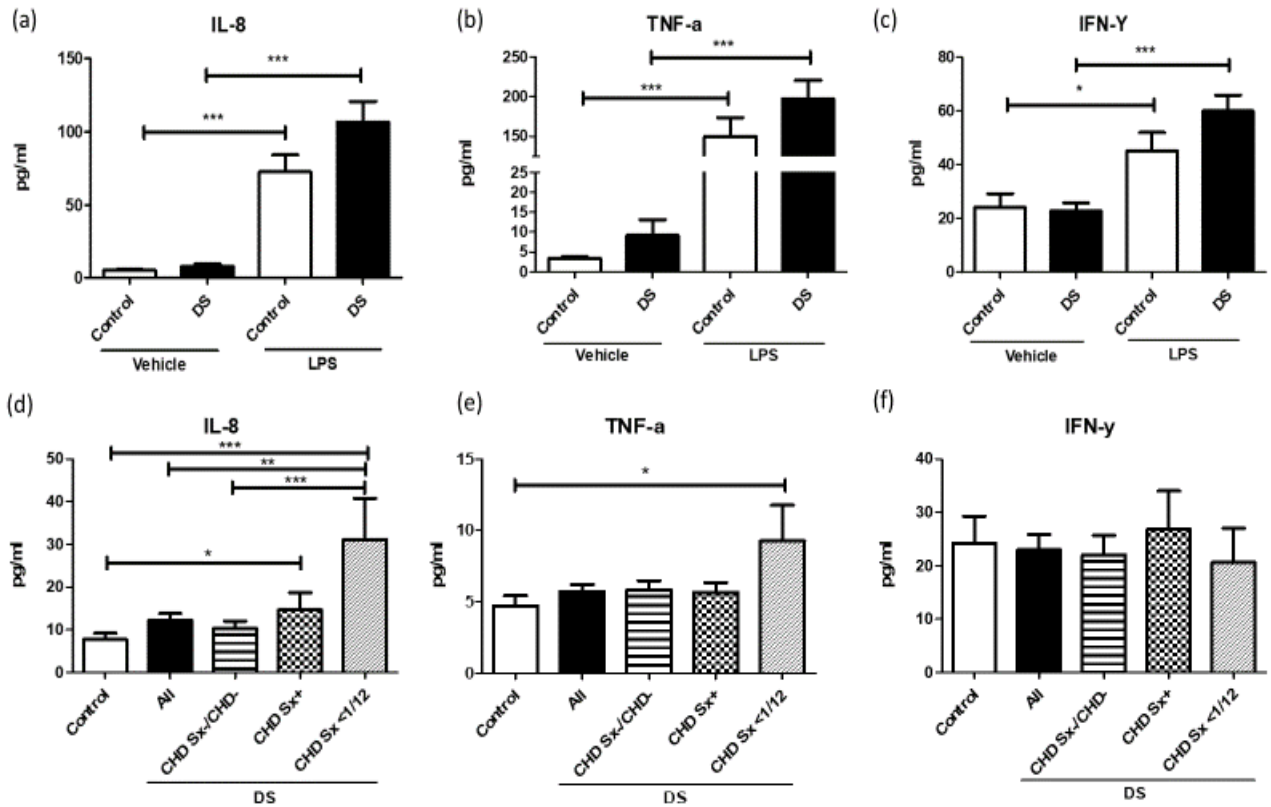 (a)
IL-8
150
100
50
0
pg/ml
***
***
Control
DS
Control
DS
Vehicle
LPS
(b)
TNF-a
250
200
150
25
20
15
10
5
0
pg/ml
***
***
Control
DS
Control
DS
Vehicle
LPS
(c)
IFN-Y
80
60
40
20
0
pg/ml
***
*
Control
DS
Control
DS
Vehicle
LPS
(d)
IL-8
50
40
30
20
10
0
pg/ml
***
**
***
*
Control
All
CHD Sx-/CHD-
CHD Sx+
CHD Sx <1/12
DS
(e)
TNF-a
15
10
5
0
pg/ml
*
Control
All
CHD Sx-/CHD-
CHD Sx+
CHD Sx <1/12
DS
(f)
IFN-y
40
30
20
10
0
pg/ml
Control
All
CHD Sx-/CHD-
CHD Sx+
CHD Sx <1/12
DS